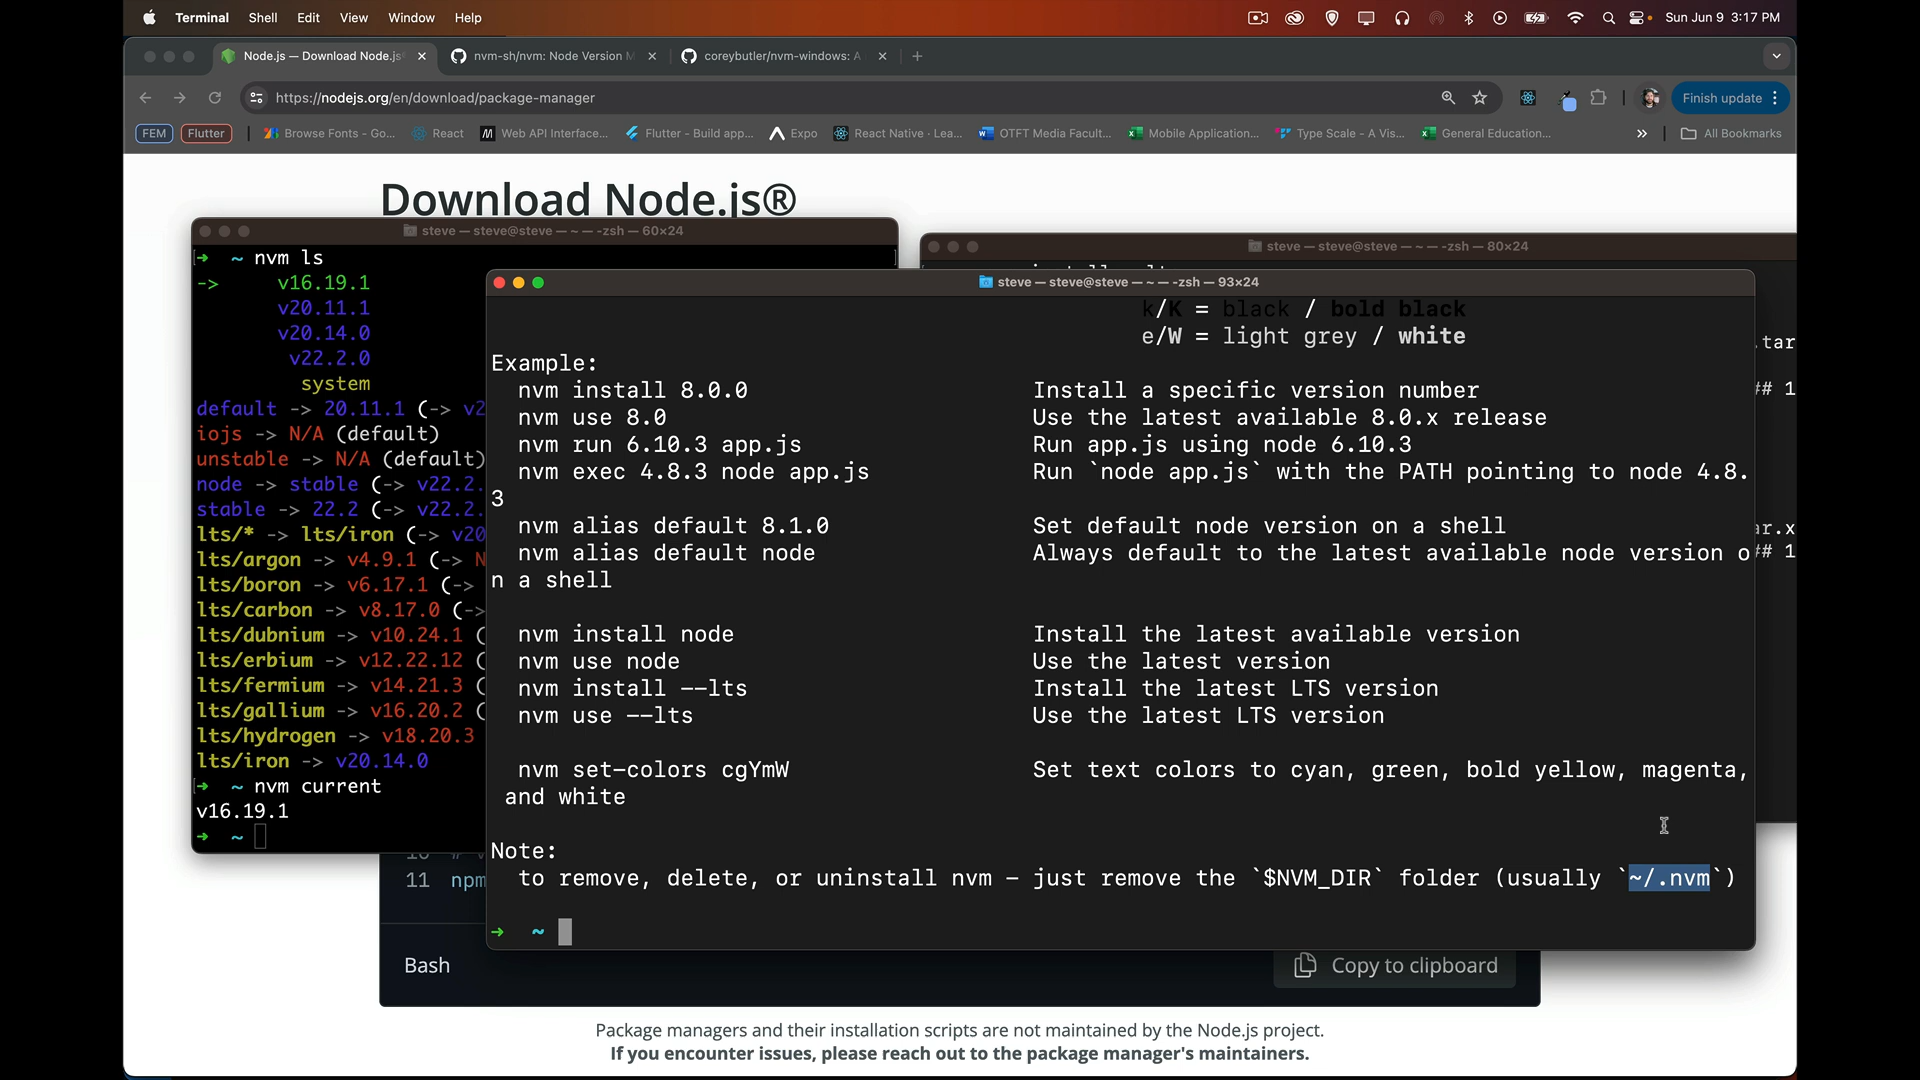 Terminal Shell Edit View Window Help
Sun Jun 9 3:17 PM
Node.js — Download Node.js
nvm-sh/nvm: Node Version M
coreybutler/nvm-windows: A
https://nodejs.org/en/download/package-manager
Finish update
FEM Flutter Browse Fonts - Go... React Web API Interface... Flutter - Build app... Expo React Native · Lea... OTFT Media Facult... Mobile Application... Type Scale - A Vis... General Education... » All Bookmarks
Download Node.js®
steve — steve@steve — ~ — -zsh — 60×24
➜ ~ nvm ls
-> v16.19.1
v20.11.1
v20.14.0
v22.2.0
system
default -> 20.11.1 (-> v2
iojs -> N/A (default)
unstable -> N/A (default)
node -> stable (-> v22.2.
stable -> 22.2 (-> v22.2.
lts/* -> lts/iron (-> v20
lts/argon -> v4.9.1 (-> N
lts/boron -> v6.17.1 (->
lts/carbon -> v8.17.0 (->
lts/dubnium -> v10.24.1 (
lts/erbium -> v12.22.12 (
lts/fermium -> v14.21.3 (
lts/gallium -> v16.20.2 (
lts/hydrogen -> v18.20.3
lts/iron -> v20.14.0
➜ ~ nvm current
v16.19.1
➜ ~
steve — steve@steve — ~ — -zsh — 80×24
.tar
## 1
ar.x
## 1
steve — steve@steve — ~ — -zsh — 93×24
k/K = black / bold black
e/W = light grey / white
Example:
nvm install 8.0.0 Install a specific version number
nvm use 8.0 Use the latest available 8.0.x release
nvm run 6.10.3 app.js Run app.js using node 6.10.3
nvm exec 4.8.3 node app.js Run `node app.js` with the PATH pointing to node 4.8.
3
nvm alias default 8.1.0 Set default node version on a shell
nvm alias default node Always default to the latest available node version o
n a shell
nvm install node Install the latest available version
nvm use node Use the latest version
nvm install --lts Install the latest LTS version
nvm use --lts Use the latest LTS version
nvm set-colors cgYmW Set text colors to cyan, green, bold yellow, magenta,
and white
Note:
to remove, delete, or uninstall nvm - just remove the `$NVM_DIR` folder (usually `~/.nvm`)
➜ ~
11 npm
Bash
Copy to clipboard
Package managers and their installation scripts are not maintained by the Node.js project.
If you encounter issues, please reach out to the package manager's maintainers.